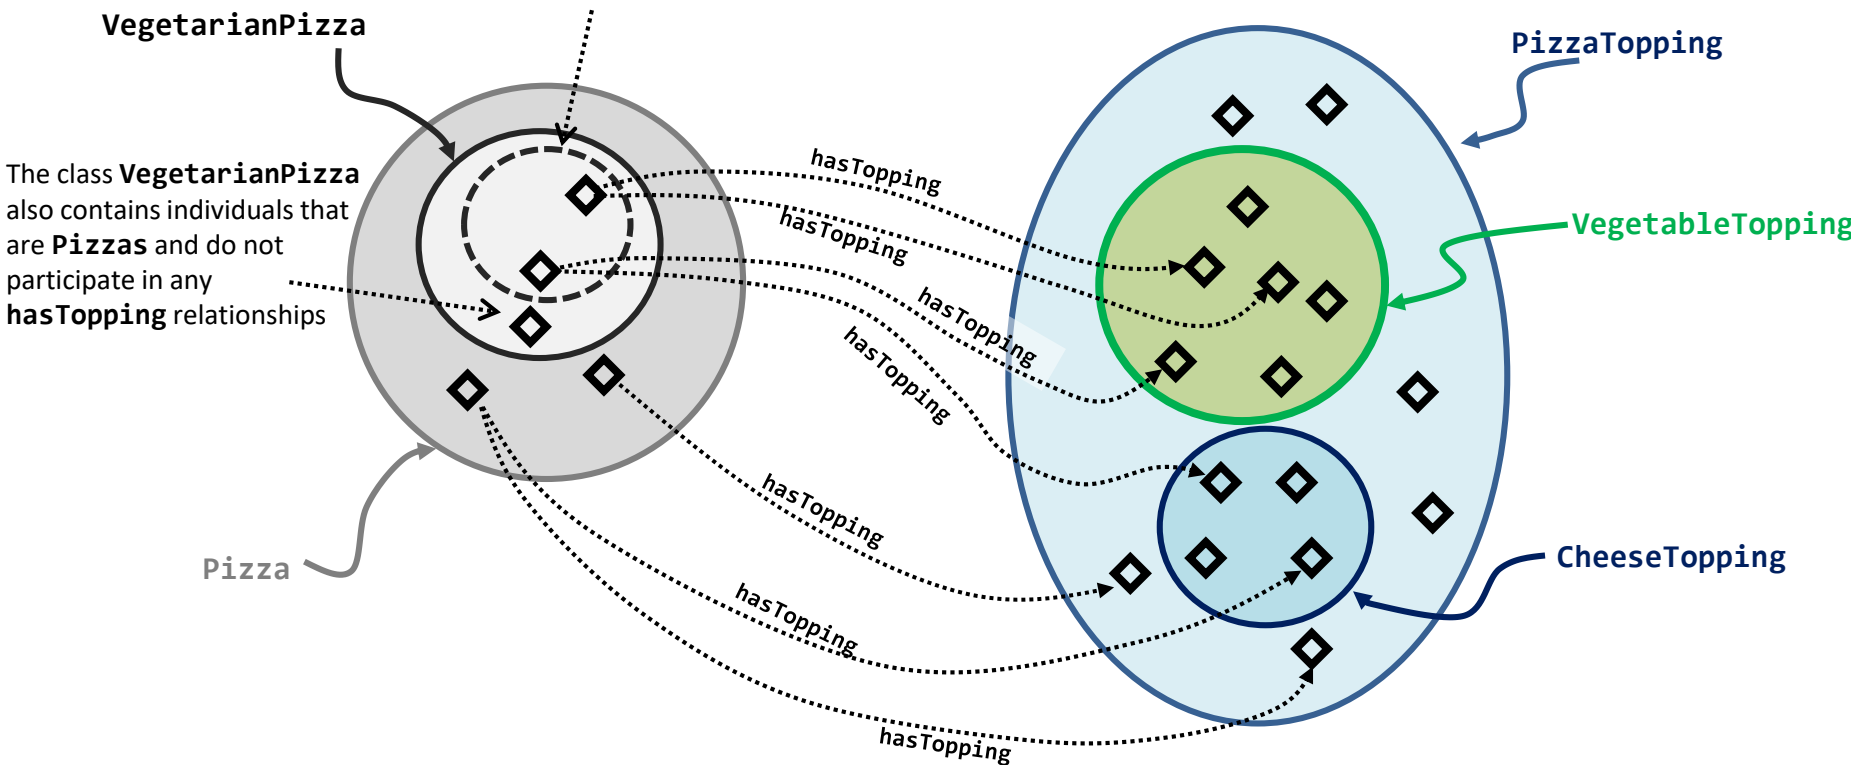 VegetarianPizza
PizzaTopping
The class VegetarianPizza
also contains individuals that
are Pizzas and do not
participate in any
hasTopping relationships
hasTopping
hasTopping
VegetableTopping
hasTopping
hasTopping
hasTopping
Pizza
CheeseTopping
hasTopping
hasTopping